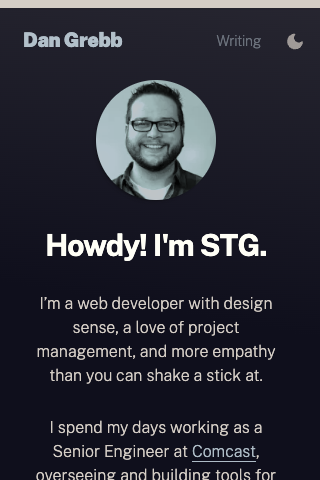 Dan Grebb
Writing
Howdy! I'm STG.
I’m a web developer with design
sense, a love of project
management, and more empathy
than you can shake a stick at.
I spend my days working as a
Senior Engineer at Comcast,
overseeing and building tools for